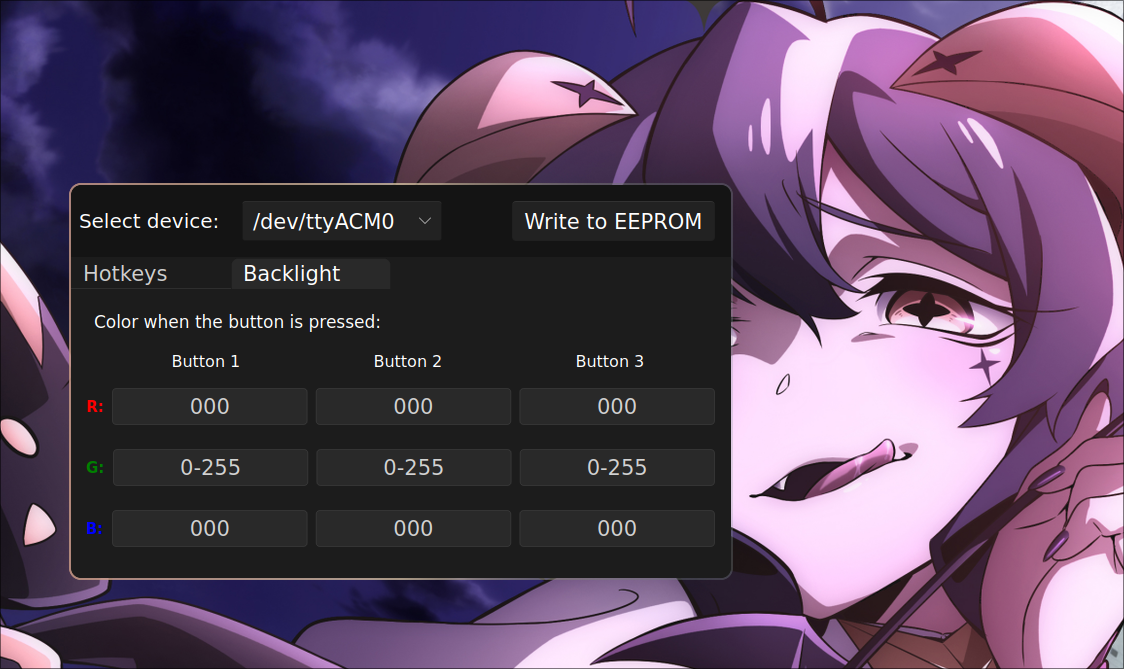 Select device: /dev/ttyACM0 Write to EEPROM
Hotkeys Backlight
Color when the button is pressed:
Button 1 Button 2 Button 3
R: 000 000 000
G: 0-255 0-255 0-255
B: 000 000 000